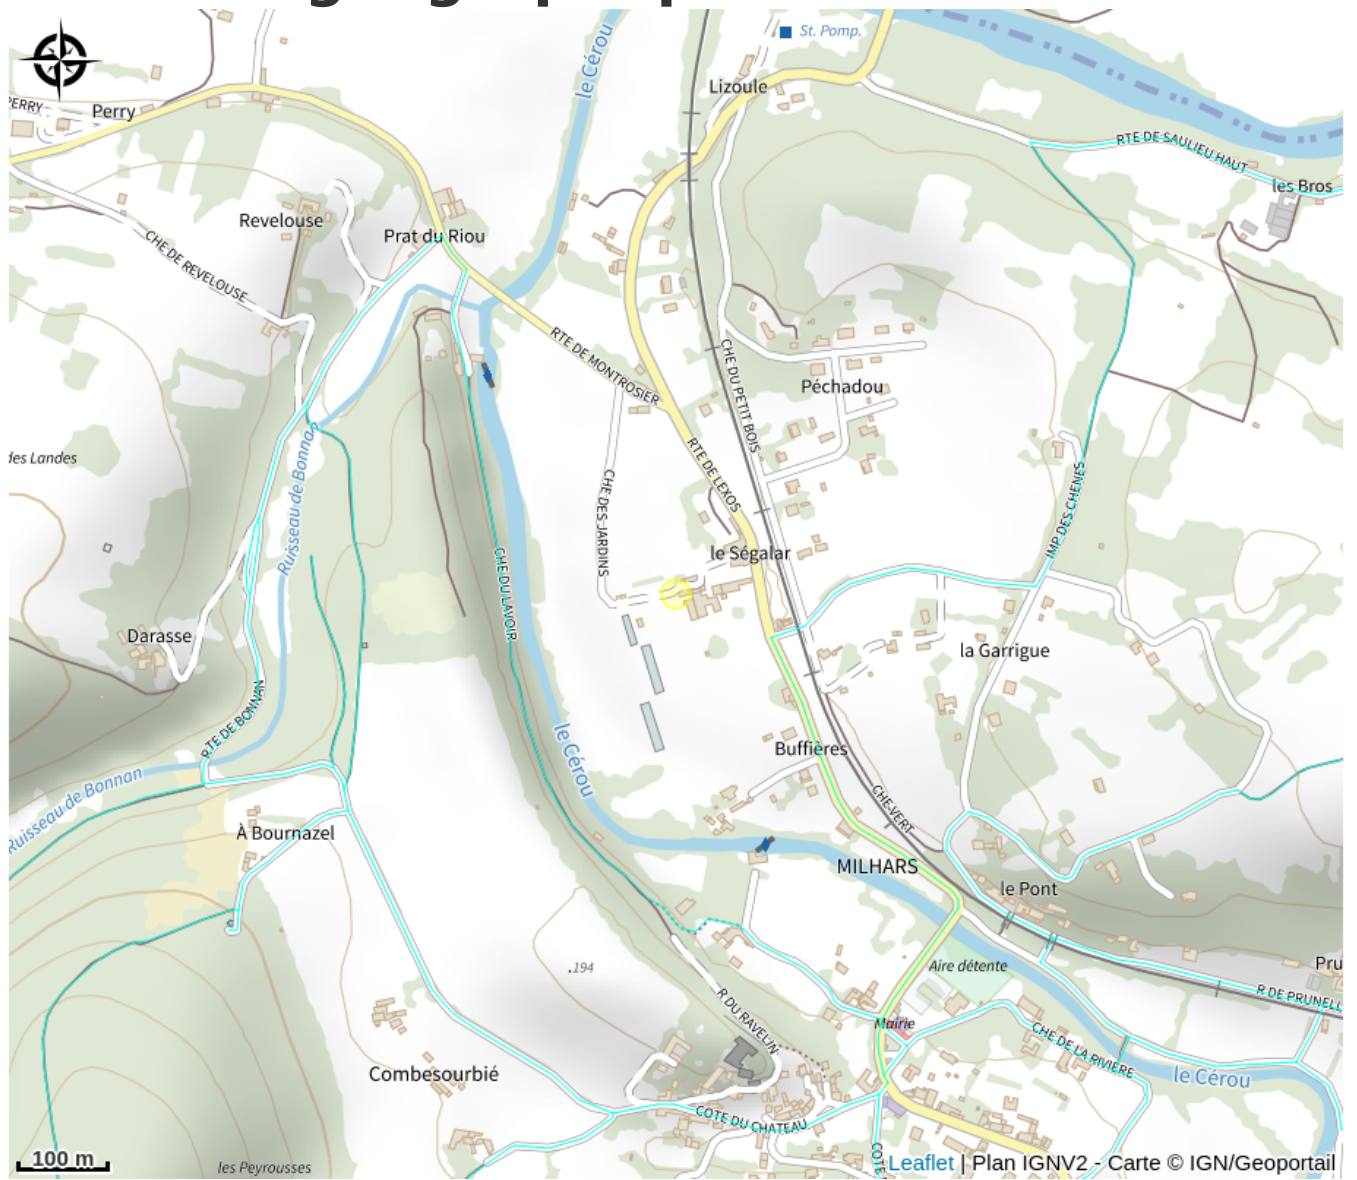 le Cérou
St. Pomp.
Lizoule
PERRY
Perry
RTE DE SAULIEU HAUT
les Bros
Revelouse
Prat du Riou
CHE DE REVELOUSE
RTE DE MONTROSIER
CHE DU PETIT BOIS
Péchadou
des Landes
Ruisseau de Bonnan
RTE DE LEXOS
CHE DES JARDINS
IMP DES CHENES
le Ségalar
CHE DU LAVOIR
Darasse
la Garrigue
RTE DE BONNAN
le Cérou
Buffières
Ruisseau de Bonnan
CHE VERT
À Bournazel
MILHARS
le Pont
.194
Aire détente
Pru
R DE PRUNELL
R DU RAVELIN
Mairie
CHE DE LA RIVIERE
Combesourbié
le Cérou
COTE DU CHATEAU
COTE
100 m
les Peyrousses
Leaflet | Plan IGNV2 - Carte © IGN/Geoportail